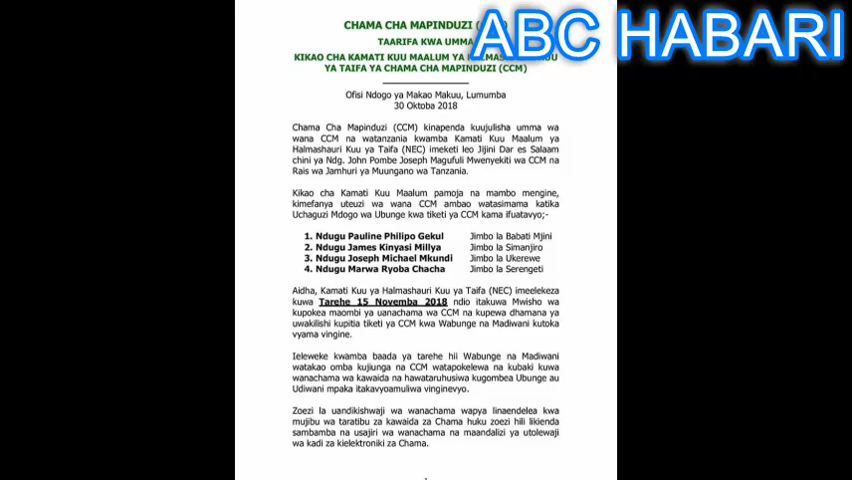 ABC HABARI
CHAMA CHA MAPINDUZI
TAARIFA KWA UMMA
KIKAO CHA KAMATI KUU MAALUM YA
YA TAIFA YA CHAMA CHA MAPINDUZI (CCM)
Ofisi Ndogo ya Makao Makuu, Lumumba
30 Oktoba 2018
Chama Cha Mapinduzi (CCM) kinapenda kuujulisha umma wa
wana CCM na watanzania kwamba Kamati Kuu Maalum ya
Halmashauri Kuu ya Taifa (NEC) imeketi leo Jijini Dar es Salaam
chini ya Ndg. John Pombe Joseph Magufuli Mwenyekiti wa CCM na
Rais wa Jamhuri ya Muungano wa Tanzania.
Kikao cha Kamati Kuu Maalum pamoja na mambo mengine,
kimefanya uteuzi wa wana CCM ambao watasimama katika
Uchaguzi Mdogo wa Ubunge kwa tiketi ya CCM kama ifuatavyo;-
1. Ndugu Pauline Philipo Gekul Jimbo la Babati Mjini
2. Ndugu James Kinyasi Millya Jimbo la Simanjiro
3. Ndugu Joseph Michael Mkundi Jimbo la Ukerewe
4. Ndugu Marwa Ryoba Chacha Jimbo la Serengeti
Aidha, Kamati Kuu ya Halmashauri Kuu ya Taifa (NEC) imeelekeza
kuwa Tarehe 15 Novemba 2018 ndio itakuwa Mwisho wa
kupokea maombi ya uanachama wa CCM na kupewa dhamana ya
uwakilishi kupitia tiketi ya CCM kwa Wabunge na Madiwani kutoka
vyama vingine.
Ieleweke kwamba baada ya tarehe hii Wabunge na Madiwani
watakao omba kujiunga na CCM watapokelewa na kubaki kuwa
wanachama wa kawaida na hawataruhusiwa kugombea Ubunge au
Udiwani mpaka itakavyoamuliwa vinginevyo.
Zoezi la uandikishwaji wa wanachama wapya linaendelea kwa
mujibu wa taratibu za kawaida za Chama huku zoezi hili likienda
sambamba na usajiri wa wanachama na maandalizi ya utolewaji
wa kadi za kielektroniki za Chama.